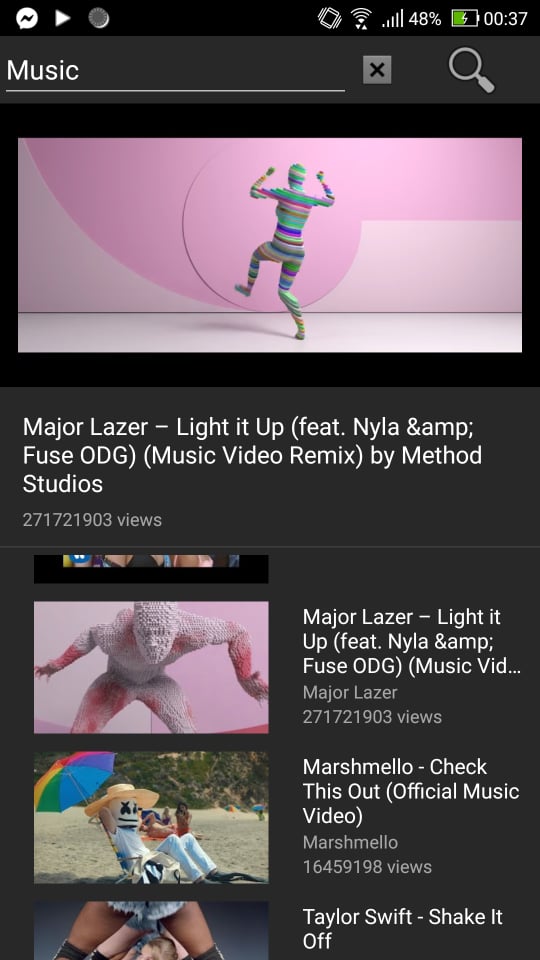 48% 00:37
Music
Major Lazer – Light it Up (feat. Nyla &amp;
Fuse ODG) (Music Video Remix) by Method
Studios
271721903 views
Major Lazer – Light it
Up (feat. Nyla &amp;
Fuse ODG) (Music Vid...
Major Lazer
271721903 views
Marshmello - Check
This Out (Official Music
Video)
Marshmello
16459198 views
Taylor Swift - Shake It
Off